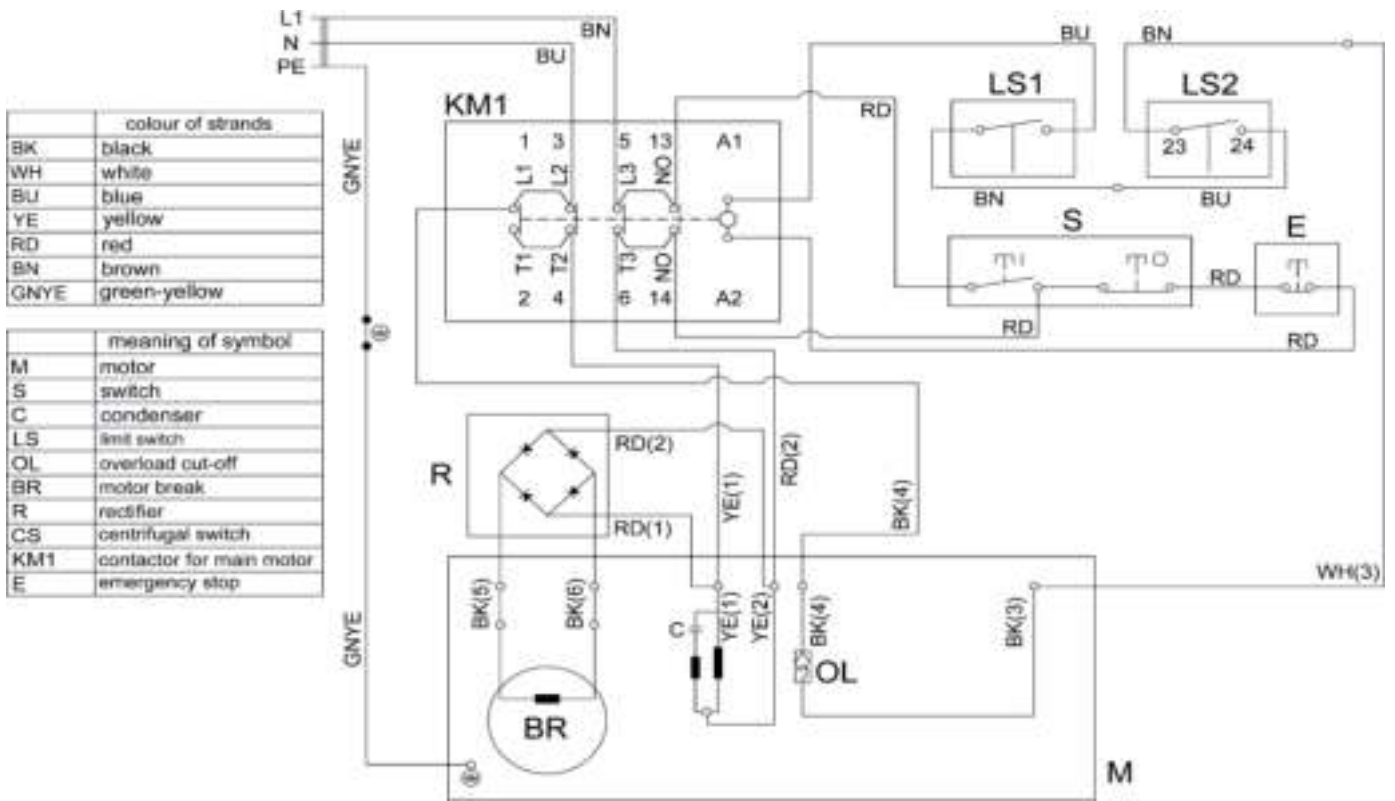 L1
N
PE
BN
BU
BU
BN
LS1
LS2
23 24
BN
BU
RD
KM1
1 3 5 13 A1
L1 L2 L3 NO
T1 T2 T3 NO
2 4 6 14 A2
S
I O
RD
E
RD
RD
GNYE
colour of strands
BK black
WH white
BU blue
YE yellow
RD red
BN brown
GNYE green-yellow
meaning of symbol
M motor
S switch
C condenser
LS limit switch
OL overload cut-off
BR motor break
R rectifier
CS centrifugal switch
KM1 contactor for main motor
E emergency stop
GNYE
R
RD(2)
RD(1)
YE(1)
RD(2)
BK(4)
WH(3)
BK(5)
BK(6)
C
YE(1)
YE(2)
BK(4)
OL
BK(3)
BR
M